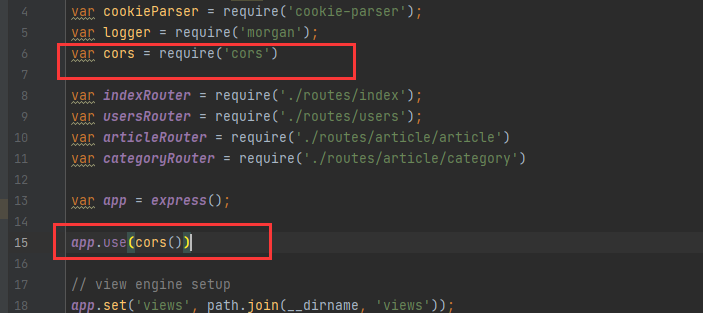 4 var cookieParser = require('cookie-parser');
5 var logger = require('morgan');
6 var cors = require('cors')
7
8 var indexRouter = require('./routes/index');
9 var usersRouter = require('./routes/users');
10 var articleRouter = require('./routes/article/article')
11 var categoryRouter = require('./routes/article/category')
12
13 var app = express();
14
15 app.use(cors())
16
17 // view engine setup
18 app.set('views', path.join(__dirname, 'views'));